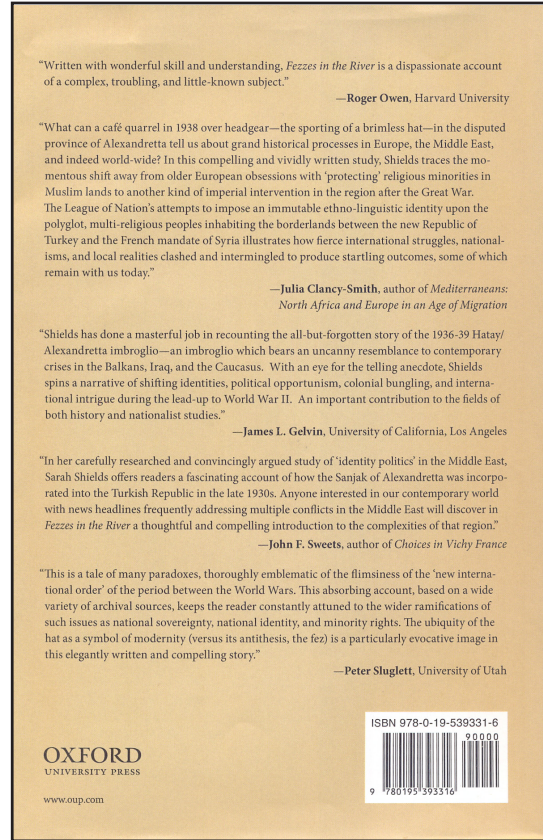 “Written with wonderful skill and understanding, Fezzes in the River is a dispassionate account
of a complex, troubling, and little-known subject.”
—Roger Owen, Harvard University
“What can a café quarrel in 1938 over headgear—the sporting of a brimless hat—in the disputed
province of Alexandretta tell us about grand historical processes in Europe, the Middle East,
and indeed world-wide? In this compelling and vividly written study, Shields traces the mo-
mentous shift away from older European obsessions with ‘protecting’ religious minorities in
Muslim lands to another kind of imperial intervention in the region after the Great War.
The League of Nation’s attempts to impose an immutable ethno-linguistic identity upon the
polyglot, multi-religious peoples inhabiting the borderlands between the new Republic of
Turkey and the French mandate of Syria illustrates how fierce international struggles, national-
isms, and local realities clashed and intermingled to produce startling outcomes, some of which
remain with us today.”
—Julia Clancy-Smith, author of Mediterraneans:
North Africa and Europe in an Age of Migration
“Shields has done a masterful job in recounting the all-but-forgotten story of the 1936-39 Hatay/
Alexandretta imbroglio—an imbroglio which bears an uncanny resemblance to contemporary
crises in the Balkans, Iraq, and the Caucasus. With an eye for the telling anecdote, Shields
spins a narrative of shifting identities, political opportunism, colonial bungling, and interna-
tional intrigue during the lead-up to World War II. An important contribution to the fields of
both history and nationalist studies.”
—James L. Gelvin, University of California, Los Angeles
“In her carefully researched and convincingly argued study of ‘identity politics’ in the Middle East,
Sarah Shields offers readers a fascinating account of how the Sanjak of Alexandretta was incorpo-
rated into the Turkish Republic in the late 1930s. Anyone interested in our contemporary world
with news headlines frequently addressing multiple conflicts in the Middle East will discover in
Fezzes in the River a thoughtful and compelling introduction to the complexities of that region.”
—John F. Sweets, author of Choices in Vichy France
“This is a tale of many paradoxes, thoroughly emblematic of the flimsiness of the ‘new interna-
tional order’ of the period between the World Wars. This absorbing account, based on a wide
variety of archival sources, keeps the reader constantly attuned to the wider ramifications of
such issues as national sovereignty, national identity, and minority rights. The ubiquity of the
hat as a symbol of modernity (versus its antithesis, the fez) is a particularly evocative image in
this elegantly written and compelling story.”
—Peter Sluglett, University of Utah
ISBN 978-0-19-539331-6
90000
9 780195 393316
OXFORD
UNIVERSITY PRESS
www.oup.com